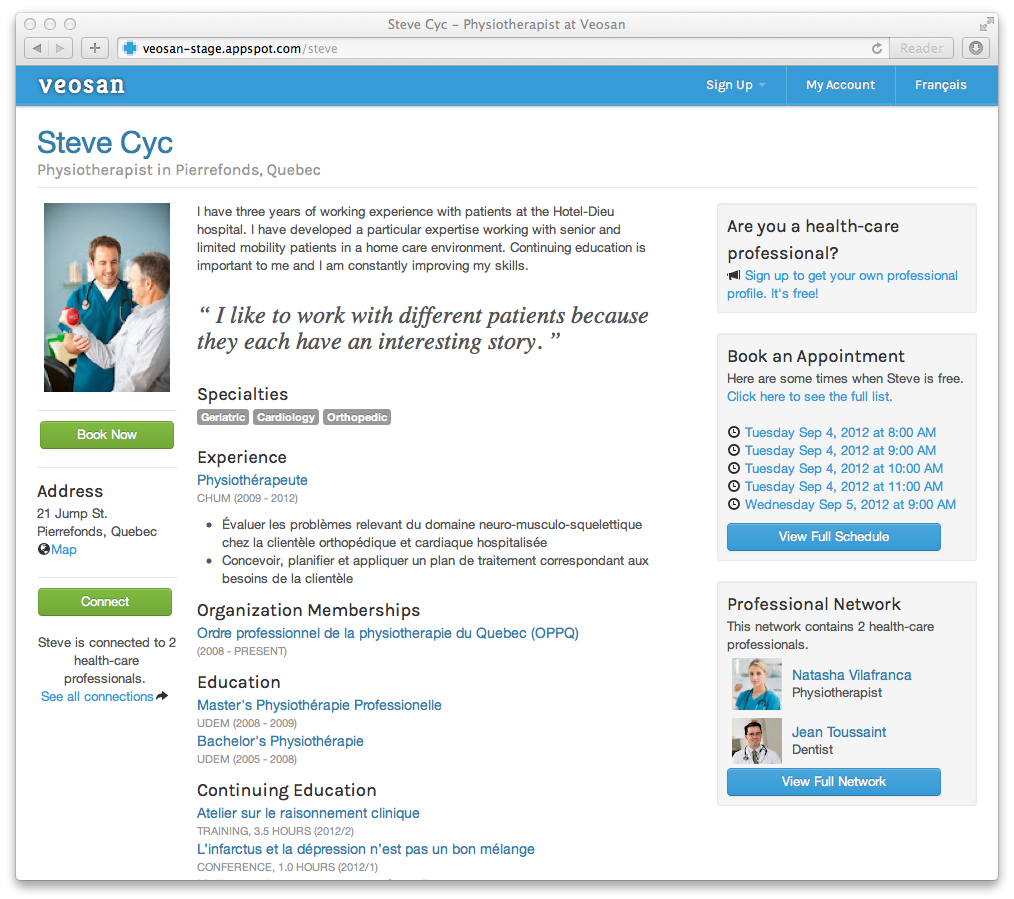 Steve Cyc – Physiotherapist at Veosan
veosan-stage.appspot.com/steve
Reader
veosan
Sign Up
My Account
Français
Steve Cyc
Physiotherapist in Pierrefonds, Quebec
Book Now
Address
21 Jump St.
Pierrefonds, Quebec
Map
Connect
Steve is connected to 2
health-care
professionals.
See all connections
I have three years of working experience with patients at the Hotel-Dieu
hospital. I have developed a particular expertise working with senior and
limited mobility patients in a home care environment. Continuing education is
important to me and I am constantly improving my skills.
“ I like to work with different patients because
they each have an interesting story. ”
Specialties
Geriatric Cardiology Orthopedic
Experience
Physiothérapeute
CHUM (2009 - 2012)
• Évaluer les problèmes relevant du domaine neuro-musculo-squelettique
chez la clientèle orthopédique et cardiaque hospitalisée
• Concevoir, planifier et appliquer un plan de traitement correspondant aux
besoins de la clientèle
Organization Memberships
Ordre professionnel de la physiotherapie du Quebec (OPPQ)
(2008 - PRESENT)
Education
Master's Physiothérapie Professionelle
UDEM (2008 - 2009)
Bachelor's Physiothérapie
UDEM (2005 - 2008)
Continuing Education
Atelier sur le raisonnement clinique
TRAINING, 3.5 HOURS (2012/2)
L'infarctus et la dépression n'est pas un bon mélange
CONFERENCE, 1.0 HOURS (2012/1)
Are you a health-care
professional?
Sign up to get your own professional
profile. It's free!
Book an Appointment
Here are some times when Steve is free.
Click here to see the full list.
Tuesday Sep 4, 2012 at 8:00 AM
Tuesday Sep 4, 2012 at 9:00 AM
Tuesday Sep 4, 2012 at 10:00 AM
Tuesday Sep 4, 2012 at 11:00 AM
Wednesday Sep 5, 2012 at 9:00 AM
View Full Schedule
Professional Network
This network contains 2 health-care
professionals.
Natasha Vilafranca
Physiotherapist
Jean Toussaint
Dentist
View Full Network